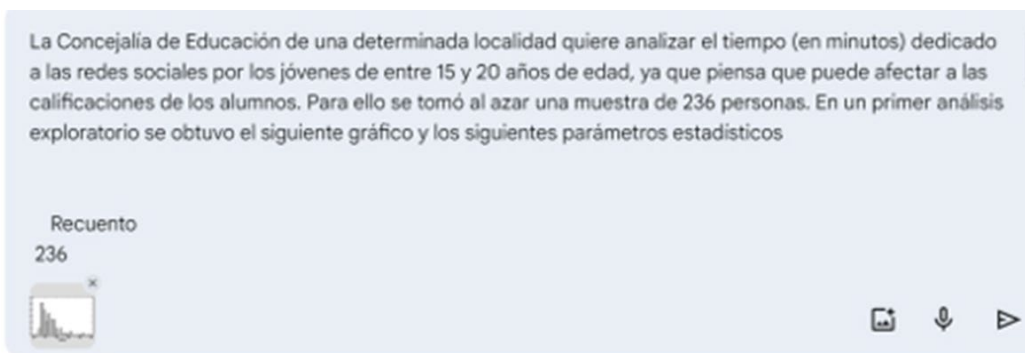 La Concejalía de Educación de una determinada localidad quiere analizar el tiempo (en minutos) dedicado
a las redes sociales por los jóvenes de entre 15 y 20 años de edad, ya que piensa que puede afectar a las
calificaciones de los alumnos. Para ello se tomó al azar una muestra de 236 personas. En un primer análisis
exploratorio se obtuvo el siguiente gráfico y los siguientes parámetros estadísticos
Recuento
236